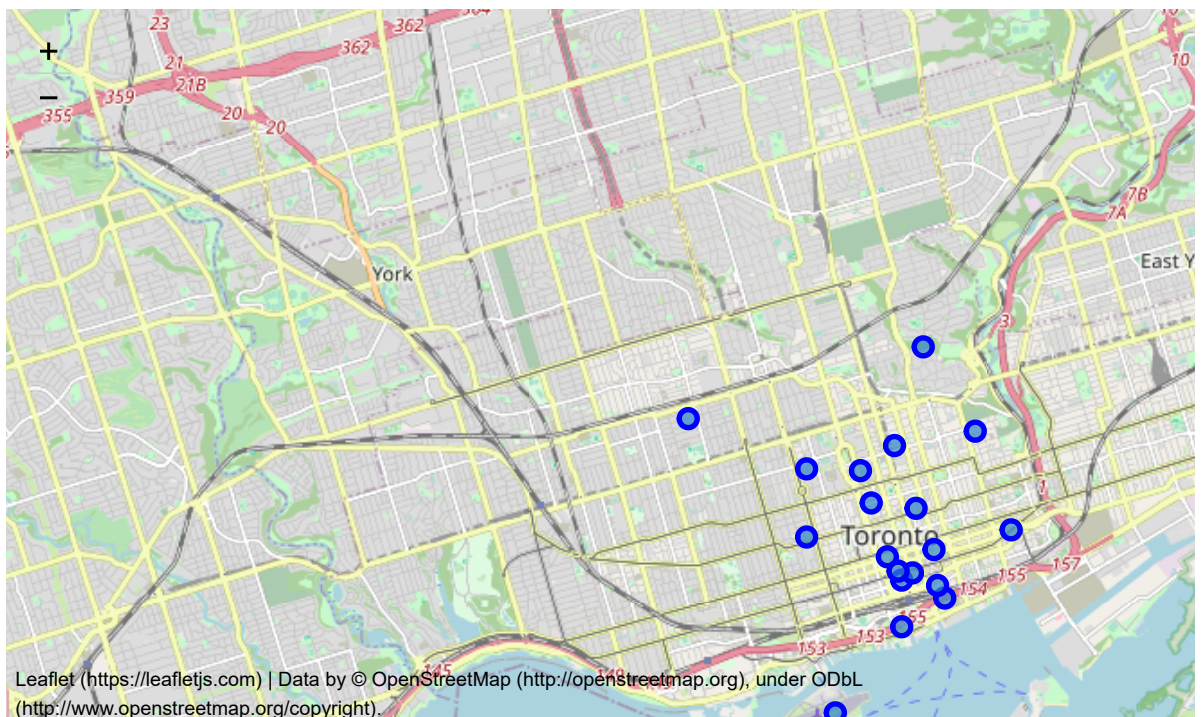 23
362
21
362
21B
359
355
20
20
10
7B
7A
York
East Y
3
1
Toronto
157
155
154
155
153
153
145
+
−
Leaflet (https://leafletjs.com) | Data by © OpenStreetMap (http://openstreetmap.org), under ODbL
(http://www.openstreetmap.org/copyright).